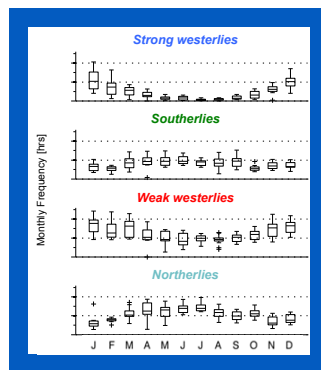 Strong westerlies
Southerlies
Monthly Frequency [hrs]
Weak westerlies
Northerlies
J F M A M J J A S O N D